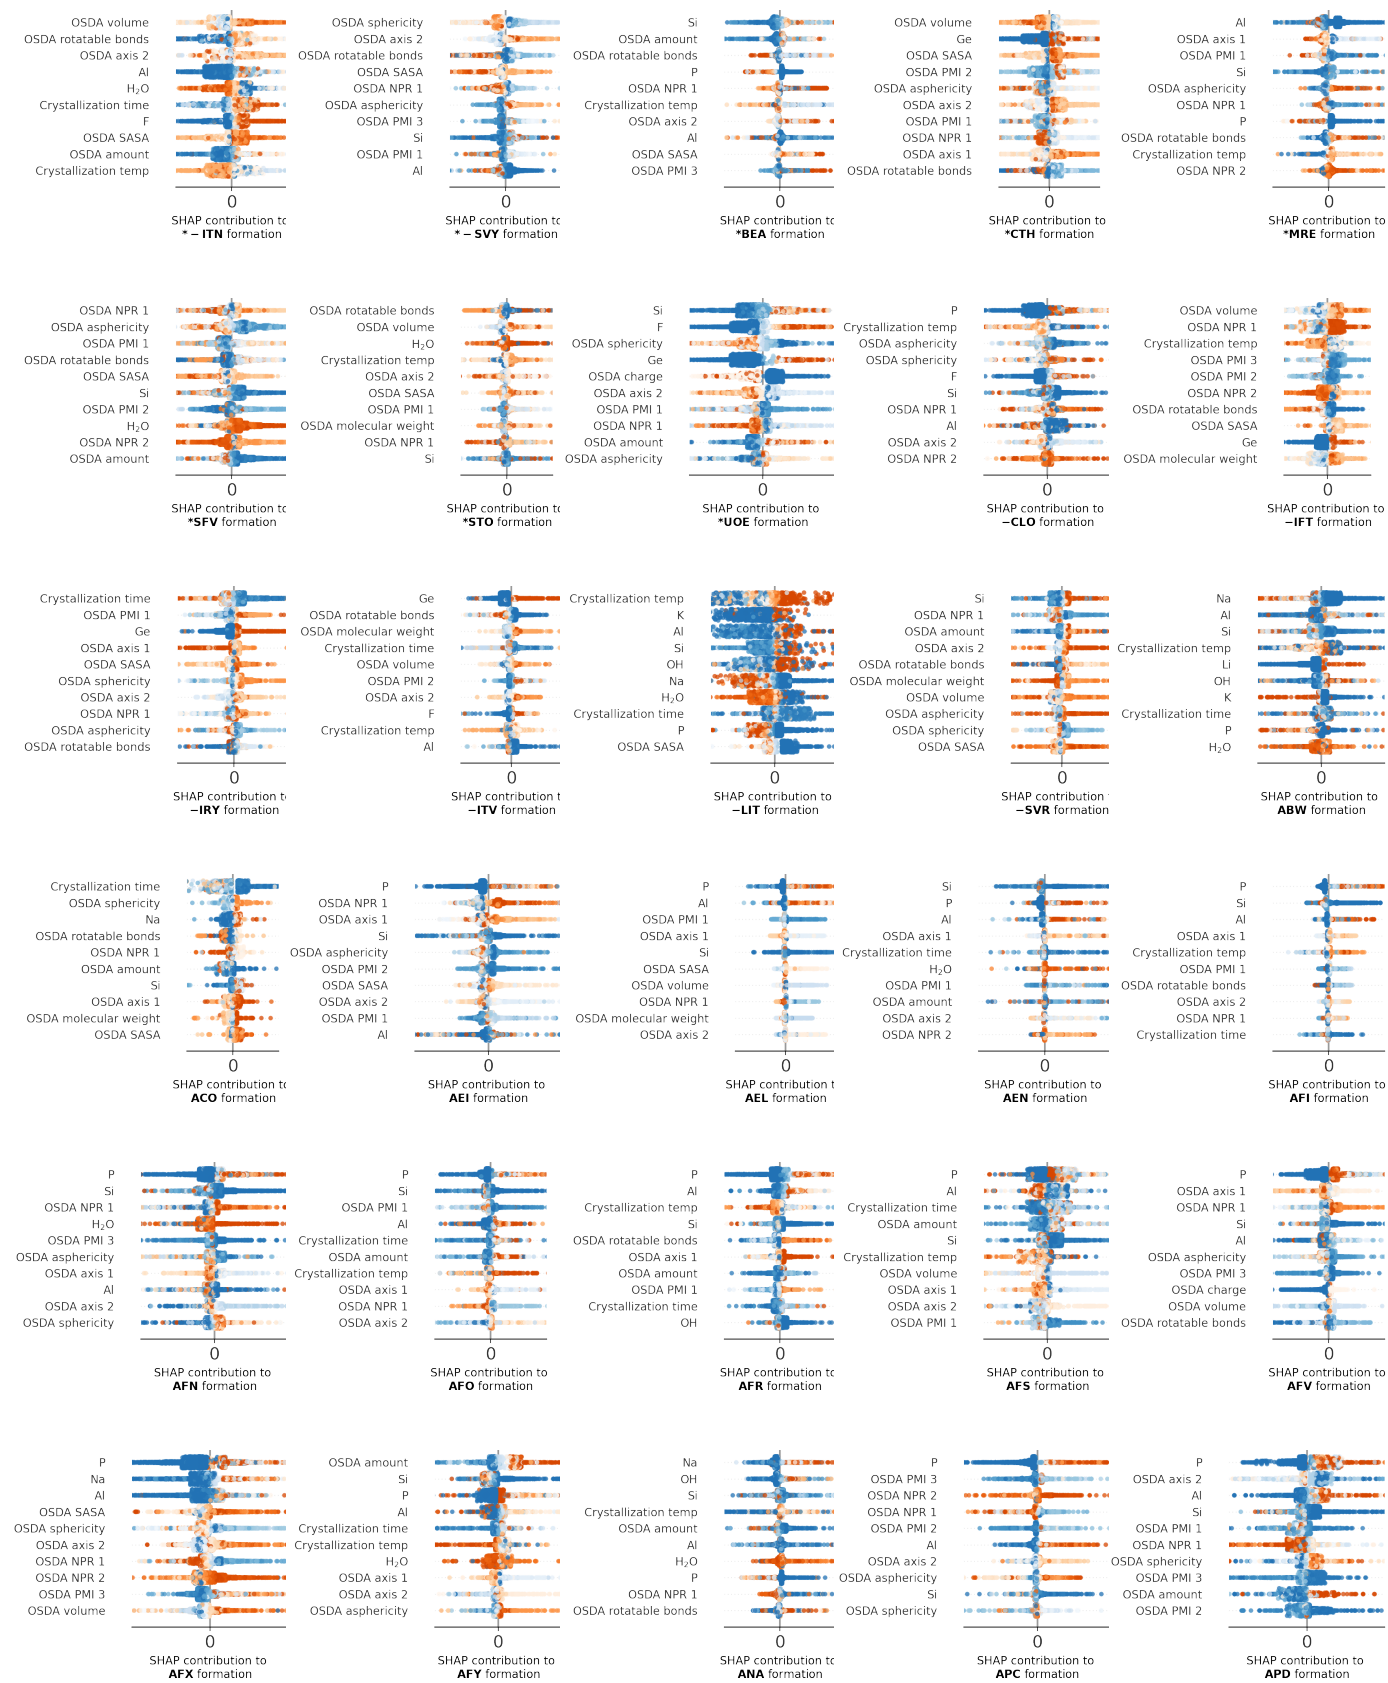 OSDA volume
OSDA rotatable bonds
OSDA axis 2
Al
H₂O
Crystallization time
F
OSDA SASA
OSDA amount
Crystallization temp
0
SHAP contribution to
*−ITN formation
OSDA sphericity
OSDA axis 2
OSDA rotatable bonds
OSDA SASA
OSDA NPR 1
OSDA asphericity
OSDA PMI 3
Si
OSDA PMI 1
Al
0
SHAP contribution to
*−SVY formation
Si
OSDA amount
OSDA rotatable bonds
P
OSDA NPR 1
Crystallization temp
OSDA axis 2
Al
OSDA SASA
OSDA PMI 3
0
SHAP contribution to
*BEA formation
OSDA volume
Ge
OSDA SASA
OSDA PMI 2
OSDA asphericity
OSDA axis 2
OSDA PMI 1
OSDA NPR 1
OSDA axis 1
OSDA rotatable bonds
0
SHAP contribution to
*CTH formation
Al
OSDA axis 1
OSDA PMI 1
Si
OSDA asphericity
OSDA NPR 1
P
OSDA rotatable bonds
Crystallization temp
OSDA NPR 2
0
SHAP contribution to
*MRE formation
OSDA NPR 1
OSDA asphericity
OSDA PMI 1
OSDA rotatable bonds
OSDA SASA
Si
OSDA PMI 2
H₂O
OSDA NPR 2
OSDA amount
0
SHAP contribution to
*SFV formation
OSDA rotatable bonds
OSDA volume
H₂O
Crystallization temp
OSDA axis 2
OSDA SASA
OSDA PMI 1
OSDA molecular weight
OSDA NPR 1
Si
0
SHAP contribution to
*STO formation
Si
F
OSDA sphericity
Ge
OSDA charge
OSDA axis 2
OSDA PMI 1
OSDA NPR 1
OSDA amount
OSDA asphericity
0
SHAP contribution to
*UOE formation
P
Crystallization temp
OSDA asphericity
OSDA sphericity
F
Si
OSDA NPR 1
Al
OSDA axis 2
OSDA NPR 2
0
SHAP contribution to
−CLO formation
OSDA volume
OSDA NPR 1
Crystallization temp
OSDA PMI 3
OSDA PMI 2
OSDA NPR 2
OSDA rotatable bonds
OSDA SASA
Ge
OSDA molecular weight
0
SHAP contribution to
−IFT formation
Crystallization time
OSDA PMI 1
Ge
OSDA axis 1
OSDA SASA
OSDA sphericity
OSDA axis 2
OSDA NPR 1
OSDA asphericity
OSDA rotatable bonds
0
SHAP contribution t
−IRY formation
Ge
OSDA rotatable bonds
OSDA molecular weight
Crystallization time
OSDA volume
OSDA PMI 2
OSDA axis 2
F
Crystallization temp
Al
0
SHAP contribution t
−ITV formation
Crystallization temp
K
Al
Si
OH
Na
H₂O
Crystallization time
P
OSDA SASA
0
SHAP contribution to
−LIT formation
Si
OSDA NPR 1
OSDA amount
OSDA axis 2
OSDA rotatable bonds
OSDA molecular weight
OSDA volume
OSDA asphericity
OSDA sphericity
OSDA SASA
0
SHAP contribution
−SVR formation
Na
Al
Si
Crystallization temp
Li
OH
K
Crystallization time
P
H₂O
0
SHAP contribution to
ABW formation
Crystallization time
OSDA sphericity
Na
OSDA rotatable bonds
OSDA NPR 1
OSDA amount
Si
OSDA axis 1
OSDA molecular weight
OSDA SASA
0
SHAP contribution to
ACO formation
P
OSDA NPR 1
OSDA axis 1
Si
OSDA asphericity
OSDA PMI 2
OSDA SASA
OSDA axis 2
OSDA PMI 1
Al
0
SHAP contribution to
AEI formation
P
Al
OSDA PMI 1
OSDA axis 1
Si
OSDA SASA
OSDA volume
OSDA NPR 1
OSDA molecular weight
OSDA axis 2
0
SHAP contribution t
AEL formation
Si
P
Al
OSDA axis 1
Crystallization time
H₂O
OSDA PMI 1
OSDA amount
OSDA axis 2
OSDA NPR 2
0
SHAP contribution to
AEN formation
P
Si
Al
OSDA axis 1
Crystallization temp
OSDA PMI 1
OSDA rotatable bonds
OSDA axis 2
OSDA NPR 1
Crystallization time
0
SHAP contribution to
AFI formation
P
Si
OSDA NPR 1
H₂O
OSDA PMI 3
OSDA asphericity
OSDA axis 1
Al
OSDA axis 2
OSDA sphericity
0
SHAP contribution to
AFN formation
P
Si
OSDA PMI 1
Al
Crystallization time
OSDA amount
Crystallization temp
OSDA axis 1
OSDA NPR 1
OSDA axis 2
0
SHAP contribution to
AFO formation
P
Al
Crystallization temp
Si
OSDA rotatable bonds
OSDA axis 1
OSDA amount
OSDA PMI 1
Crystallization time
OH
0
SHAP contribution to
AFR formation
P
Al
Crystallization time
OSDA amount
Si
Crystallization temp
OSDA volume
OSDA axis 1
OSDA axis 2
OSDA PMI 1
0
SHAP contribution to
AFS formation
P
OSDA axis 1
OSDA NPR 1
Si
Al
OSDA asphericity
OSDA PMI 3
OSDA charge
OSDA volume
OSDA rotatable bonds
0
SHAP contribution to
AFV formation
P
Na
Al
OSDA SASA
OSDA sphericity
OSDA axis 2
OSDA NPR 1
OSDA NPR 2
OSDA PMI 3
OSDA volume
0
SHAP contribution to
AFX formation
OSDA amount
Si
P
Al
Crystallization time
Crystallization temp
H₂O
OSDA axis 1
OSDA axis 2
OSDA asphericity
0
SHAP contribution to
AFY formation
Na
OH
Si
Crystallization temp
OSDA amount
Al
H₂O
P
OSDA NPR 1
OSDA rotatable bonds
0
SHAP contribution to
ANA formation
P
OSDA PMI 3
OSDA NPR 2
OSDA NPR 1
OSDA PMI 2
Al
OSDA axis 2
OSDA asphericity
Si
OSDA sphericity
0
SHAP contribution to
APC formation
P
OSDA axis 2
Al
Si
OSDA PMI 1
OSDA NPR 1
OSDA sphericity
OSDA PMI 3
OSDA amount
OSDA PMI 2
0
SHAP contribution to
APD formation